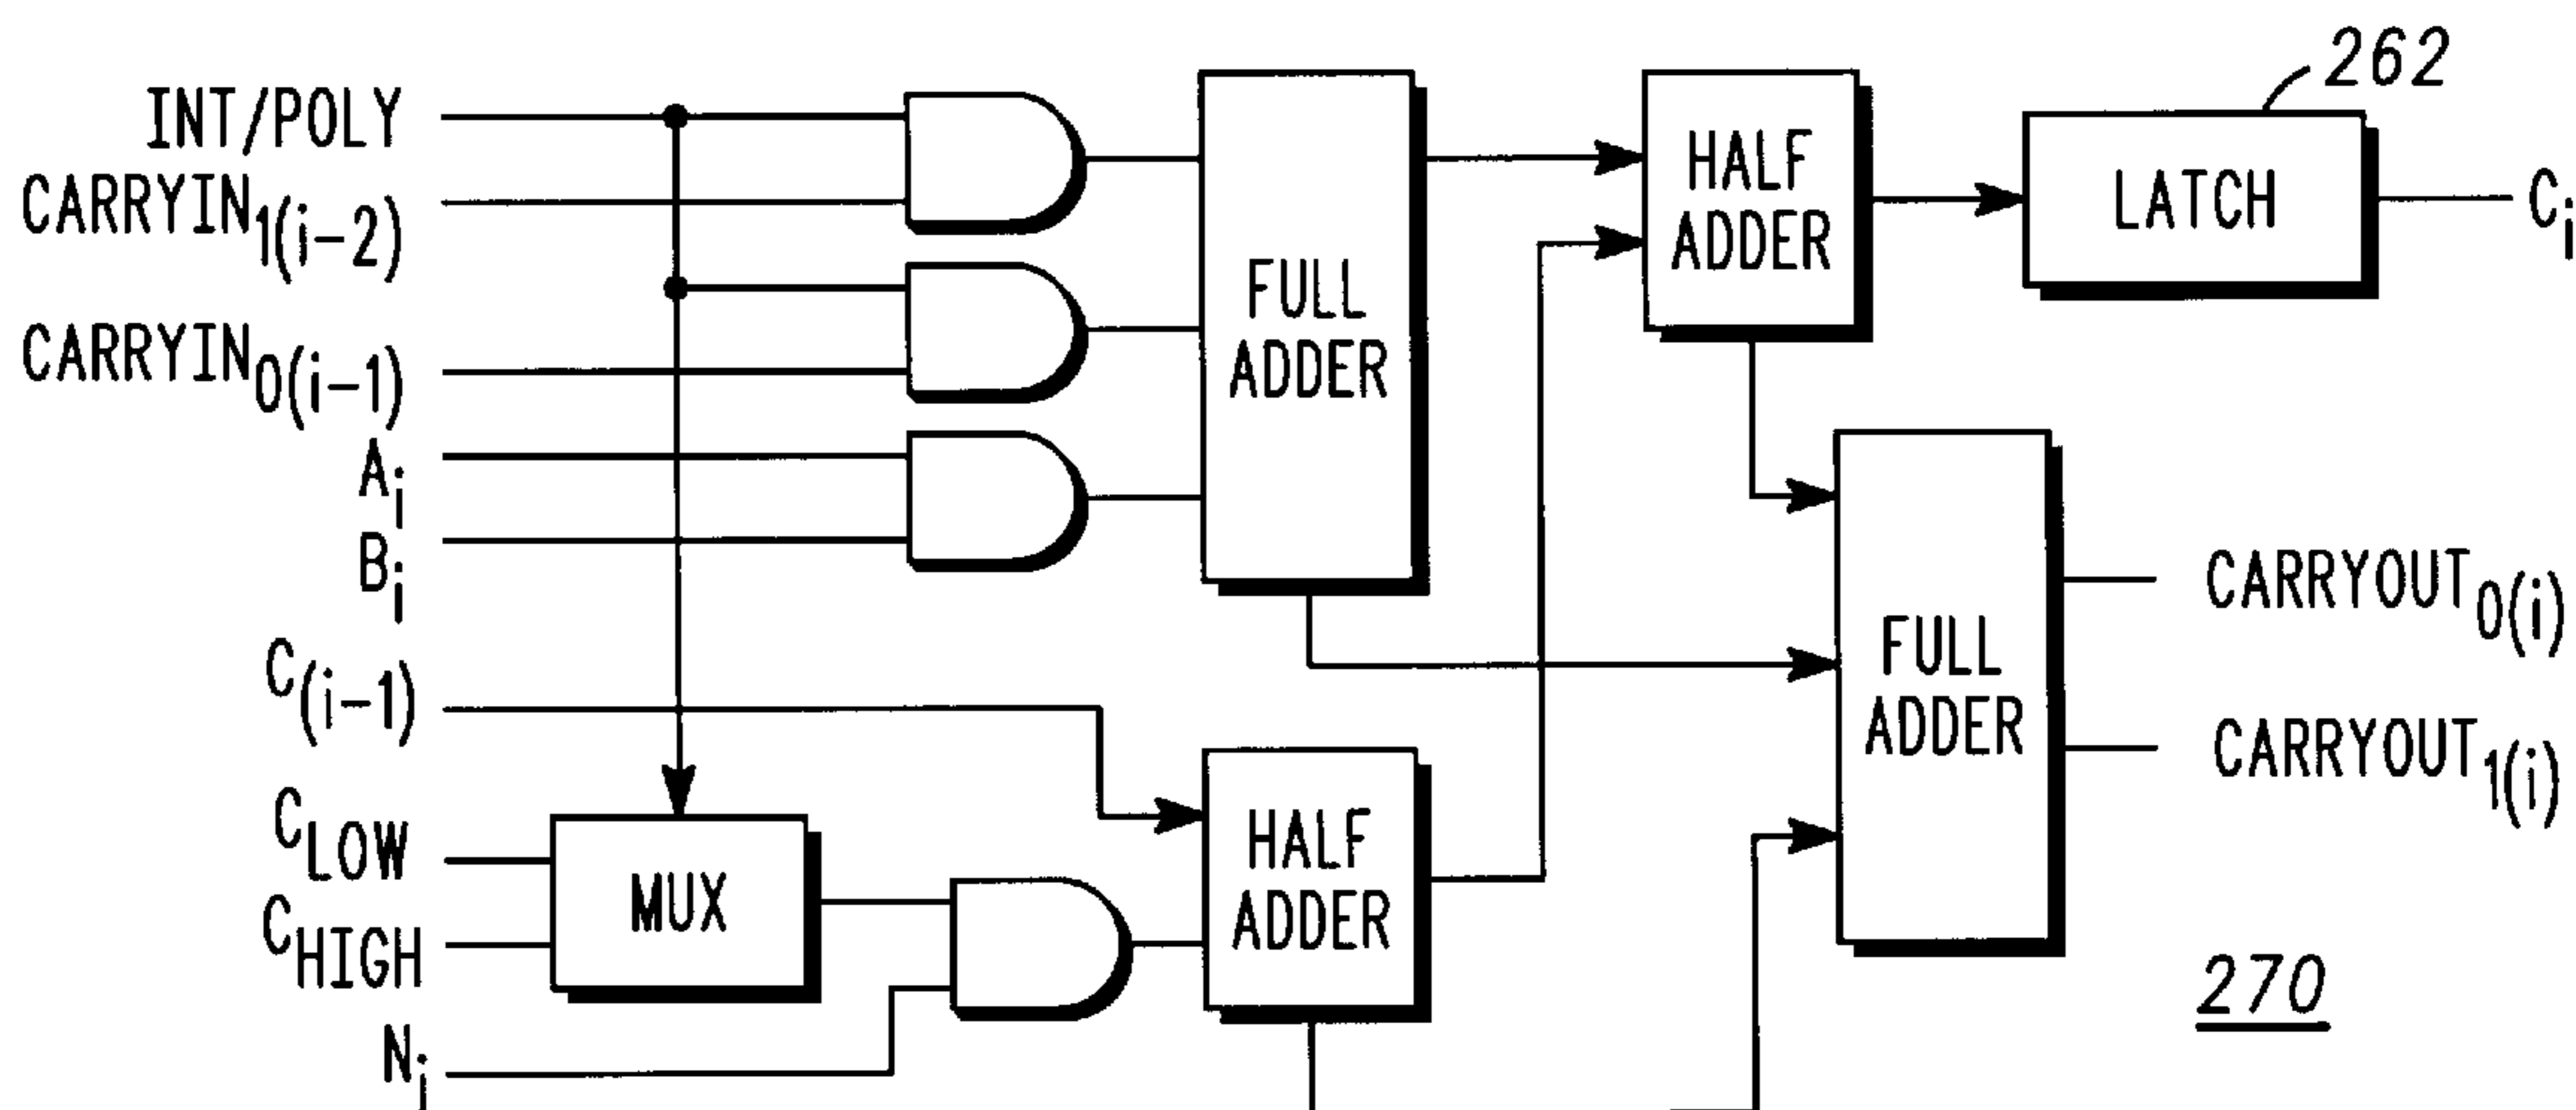 INT/POLY
CARRYIN1(i-2)
CARRYIN0(i-1)
Ai
Bi
C(i-1)
CLOW
CHIGH
Ni
MUX
FULL
ADDER
HALF
ADDER
HALF
ADDER
262
LATCH
Ci
FULL
ADDER
CARRYOUT0(i)
CARRYOUT1(i)
270